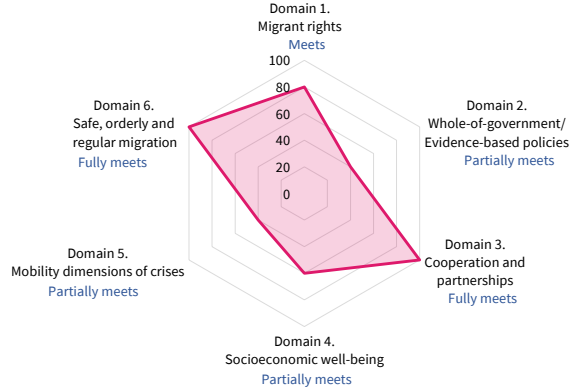 Domain 1.
Migrant rights
Meets
100
80
60
40
20
0
Domain 2.
Whole-of-government/
Evidence-based policies
Partially meets
Domain 3.
Cooperation and
partnerships
Fully meets
Domain 4.
Socioeconomic well-being
Partially meets
Domain 5.
Mobility dimensions of crises
Partially meets
Domain 6.
Safe, orderly and
regular migration
Fully meets